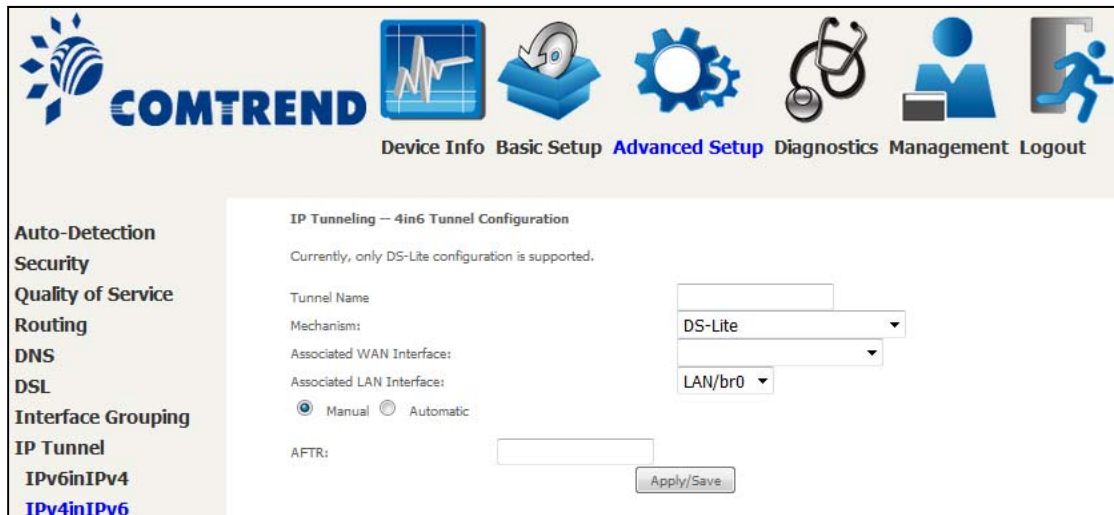 COMTREND
Device Info Basic Setup Advanced Setup Diagnostics Management Logout
Auto-Detection
Security
Quality of Service
Routing
DNS
DSL
Interface Grouping
IP Tunnel
IPv6inIPv4
IPv4inIPv6
IP Tunneling -- 4in6 Tunnel Configuration
Currently, only DS-Lite configuration is supported.
Tunnel Name
Mechanism: DS-Lite
Associated WAN Interface:
Associated LAN Interface: LAN/br0
Manual Automatic
AFTR:
Apply/Save